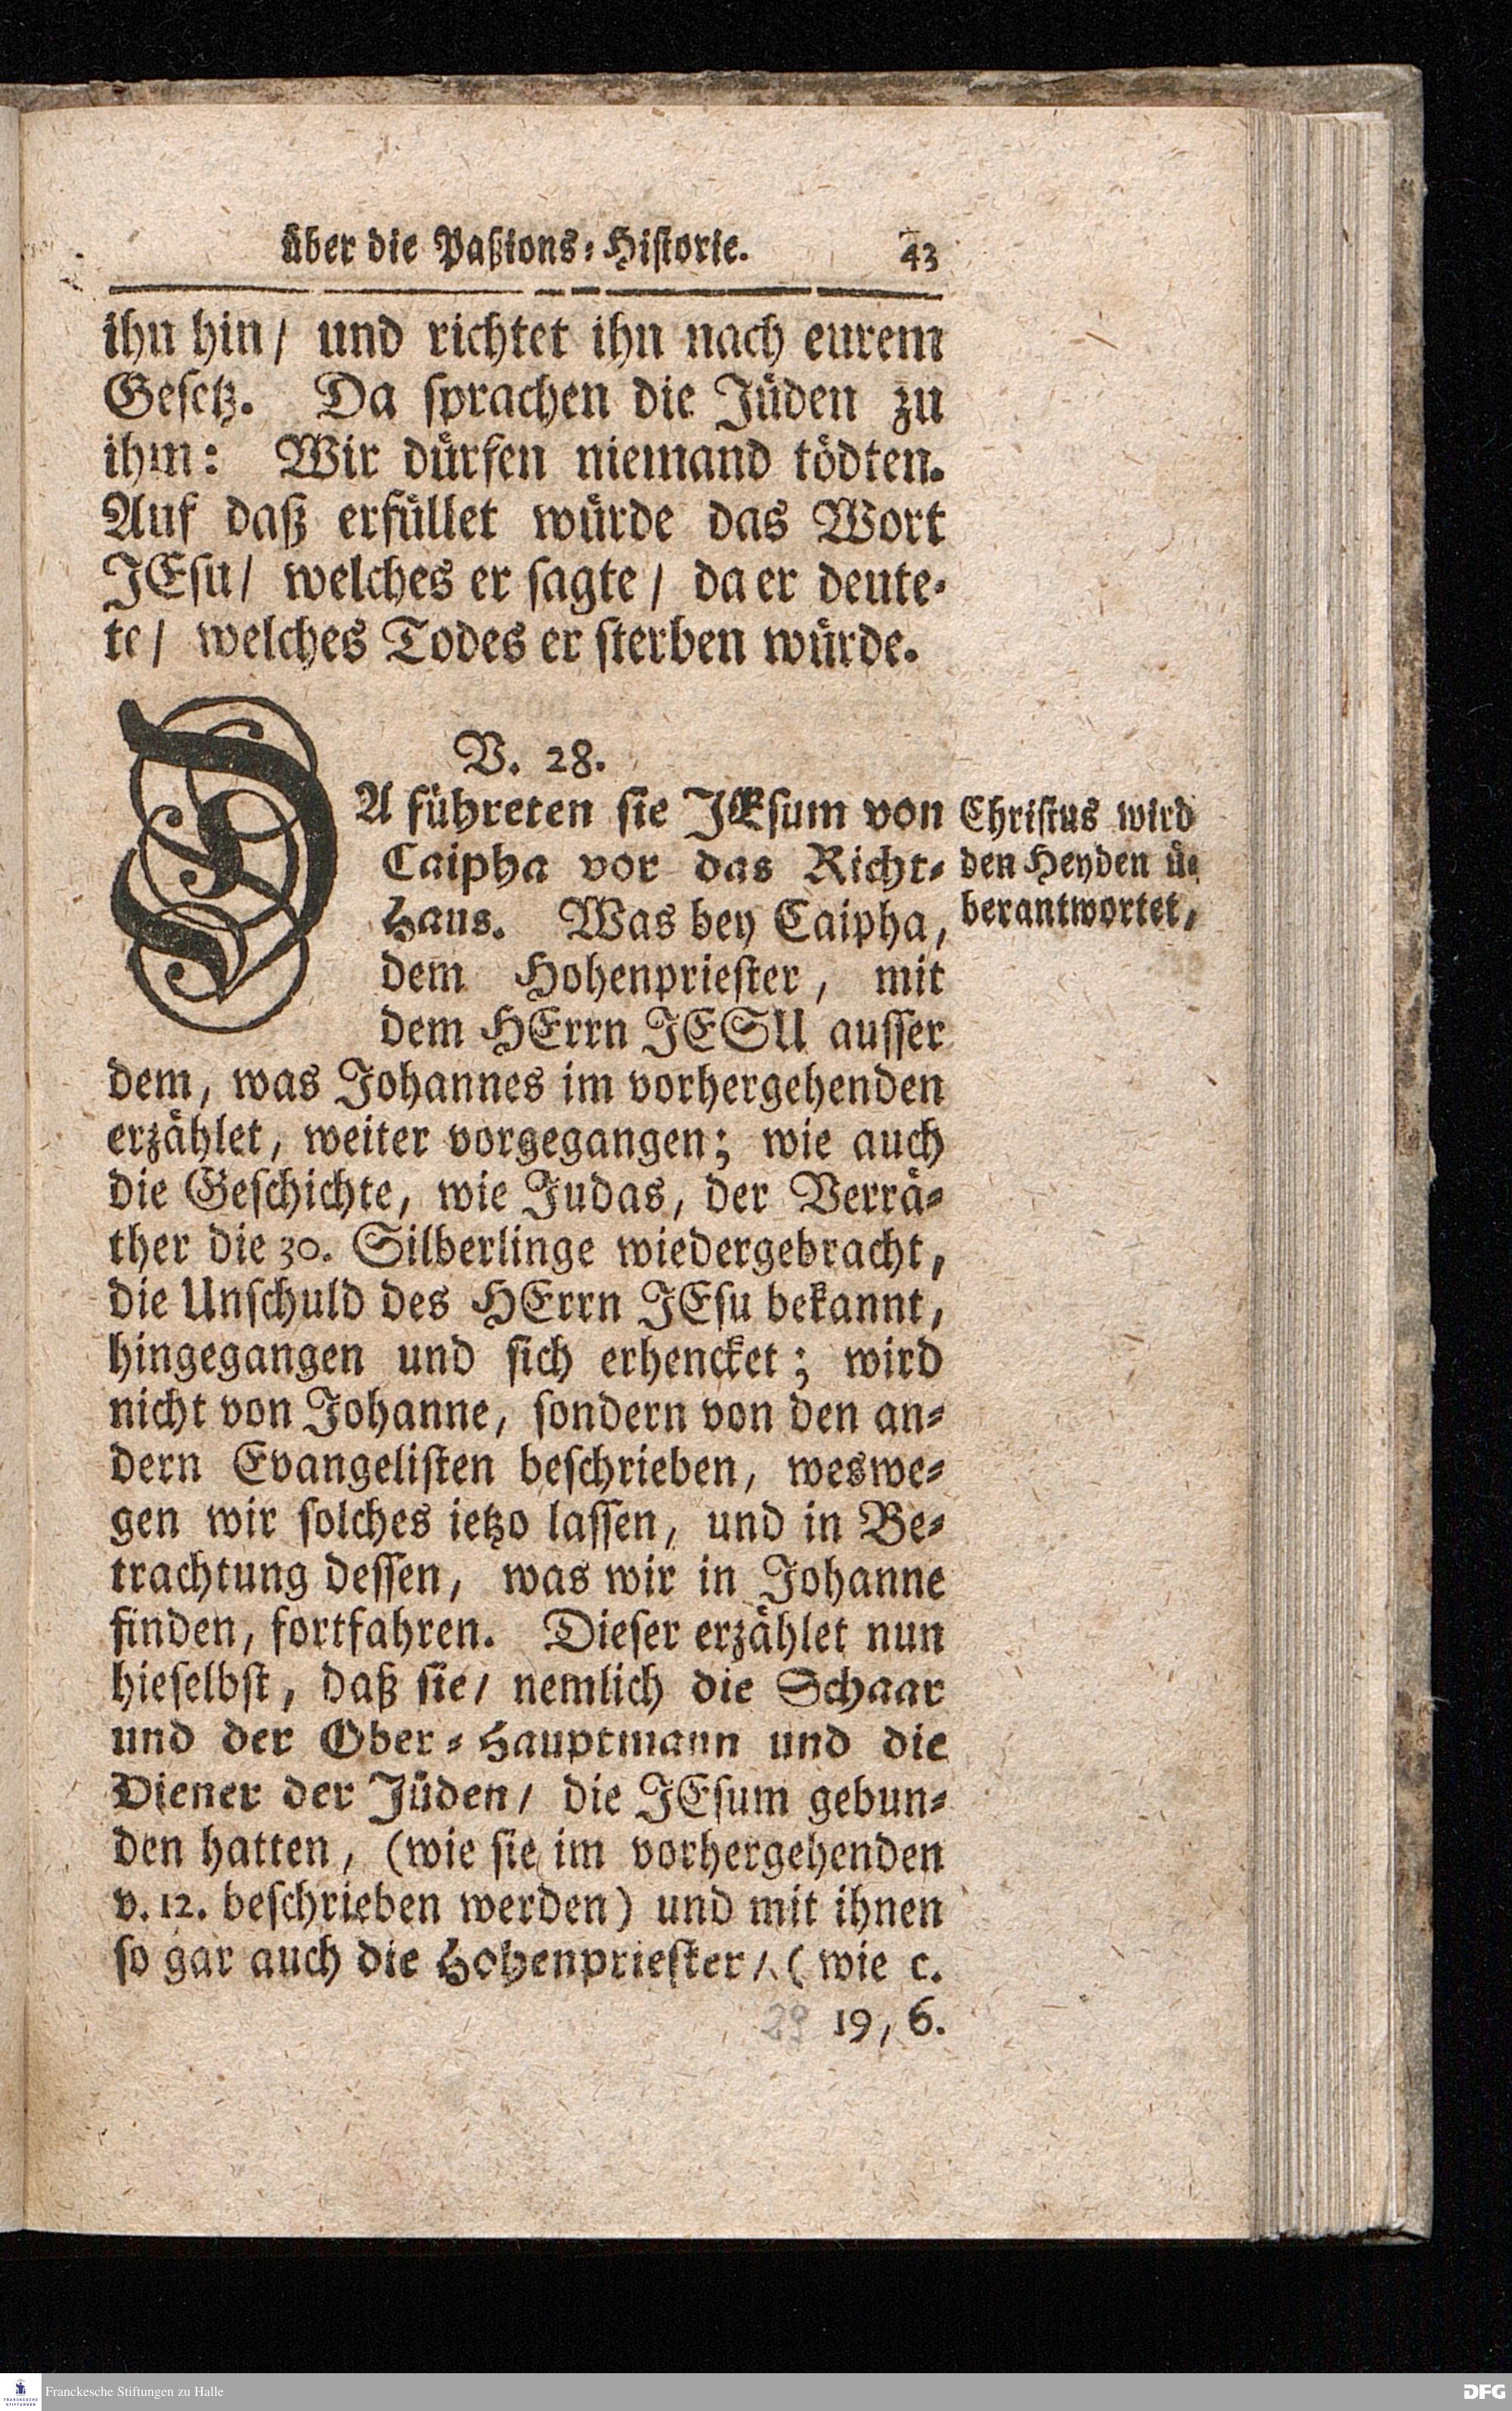 über die Paßions-Historie. 43
ihn hin/ und richtet ihn nach eurem
Gesetz. Da sprachen die Jüden zu
ihm: Wir dürfen niemand tödten.
Auf daß erfüllet würde das Wort
JEsu/ welches er sagte/ da er deute-
te/ welches Todes er sterben würde.
V. 28.
DA führeten sie JEsum von
Caipha vor das Richt-
Haus. Was bey Caipha,
dem Hohenpriester, mit
dem HErrn JESU ausser
dem, was Johannes im vorhergehenden
erzählet, weiter vorgegangen; wie auch
die Geschichte, wie Judas, der Verrä-
ther die 30. Silberlinge wiedergebracht,
die Unschuld des HErrn JEsu bekannt,
hingegangen und sich erhencket; wird
nicht von Johanne, sondern von den an-
dern Evangelisten beschrieben, weswe-
gen wir solches ietzo lassen, und in Be-
trachtung dessen, was wir in Johanne
finden, fortfahren. Dieser erzählet nun
hieselbst, daß sie/ nemlich die Schaar
und der Ober-Hauptmann und die
Diener der Jüden/ die JEsum gebun-
den hatten, (wie sie im vorhergehenden
v. 12. beschrieben werden) und mit ihnen
so gar auch die Hohenpriester/ (wie c.
29 19, 6.
Christus wird
den Heyden ü-
berantwortet,
FRANCKESCHE
STIFTUNGEN
Franckesche Stiftungen zu Halle
DFG